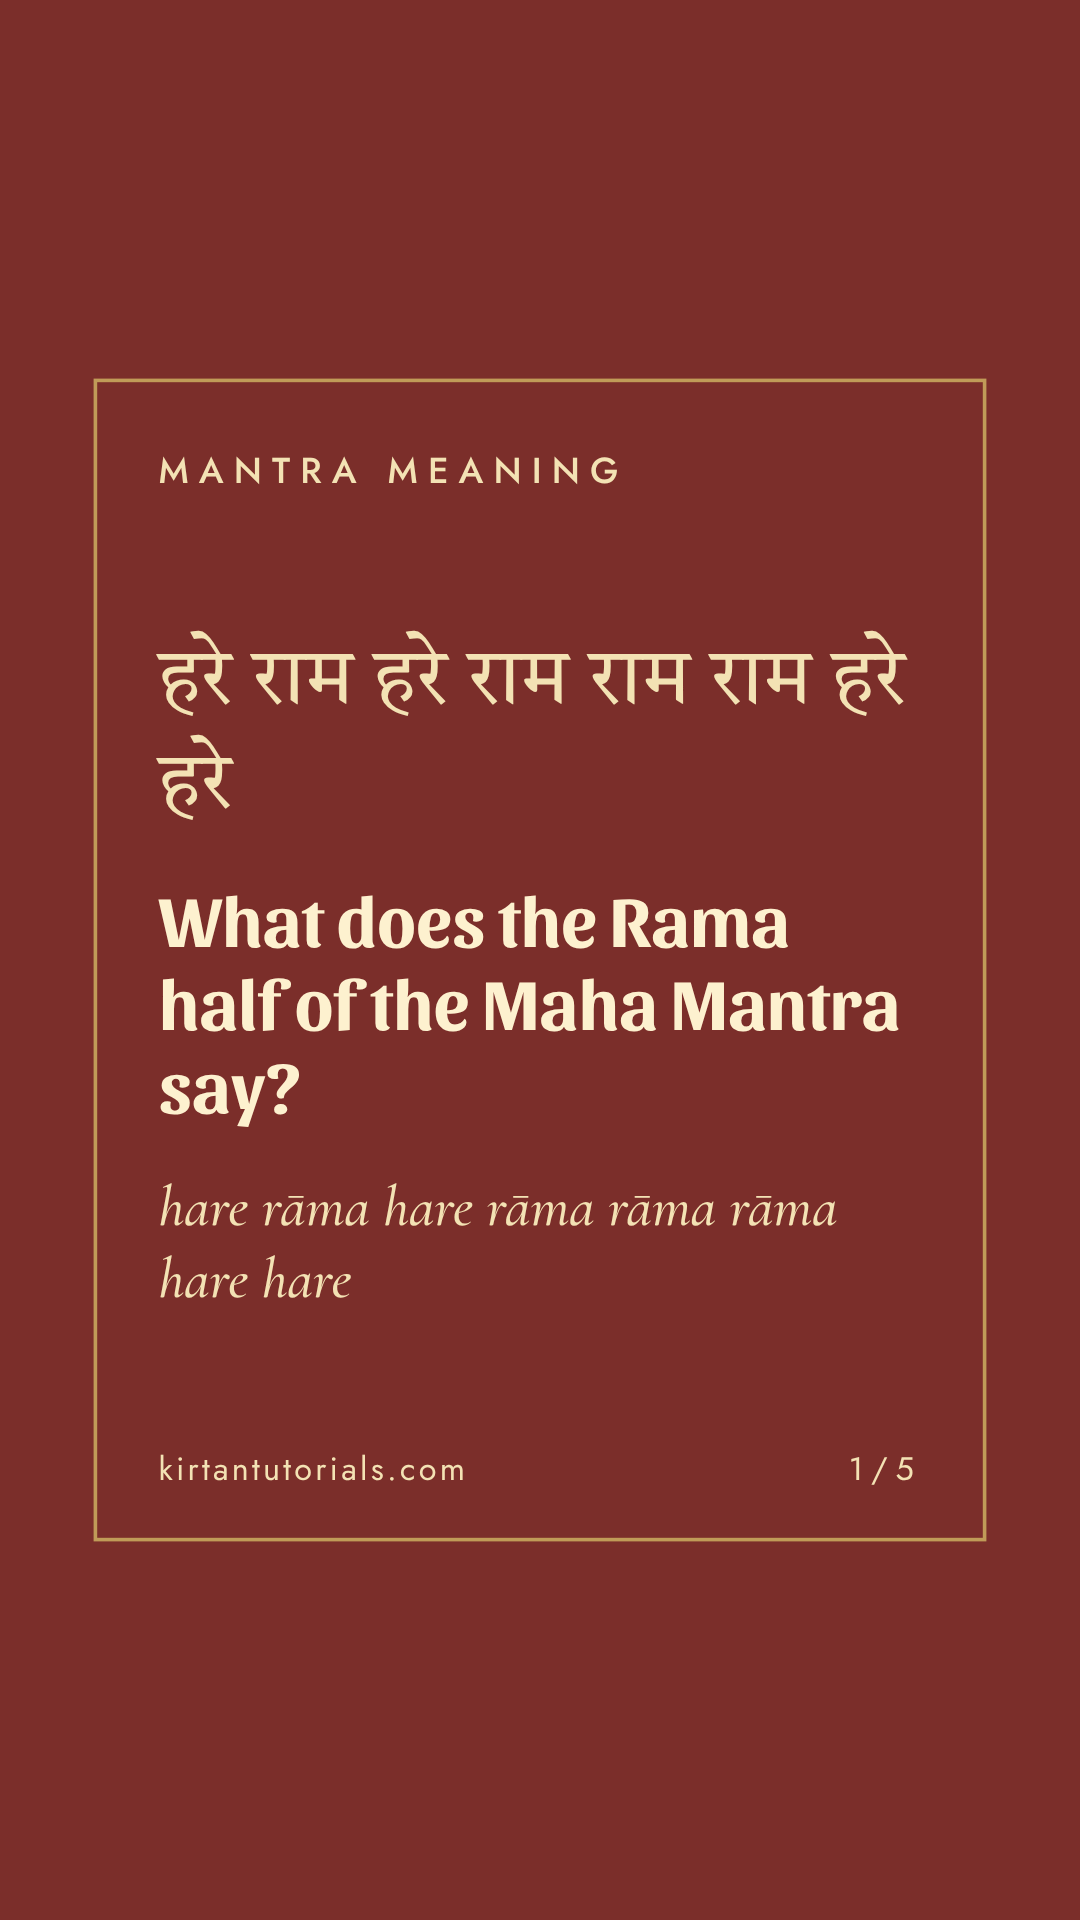 MANTRA MEANING
हरे राम हरे राम राम राम हरे
हरे
What does the Rama
half of the Maha Mantra
say?
hare rāma hare rāma rāma rāma
hare hare
kirtantutorials.com
1 / 5